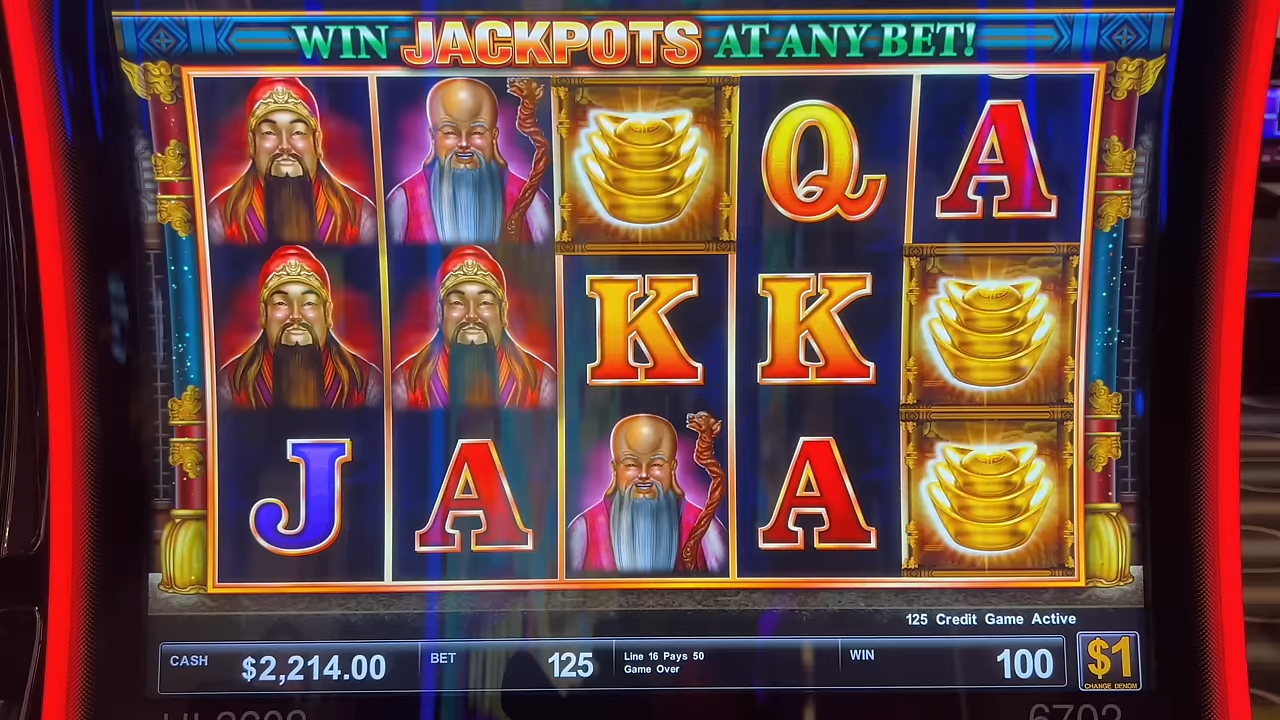 WIN JACKPOTS AT ANY BET!
Q A
K K
J A A
125 Credit Game Active
CASH $2,214.00 BET 125 Line 16 Pays 50 WIN 100 $1
Game Over
CHANGE DENOM